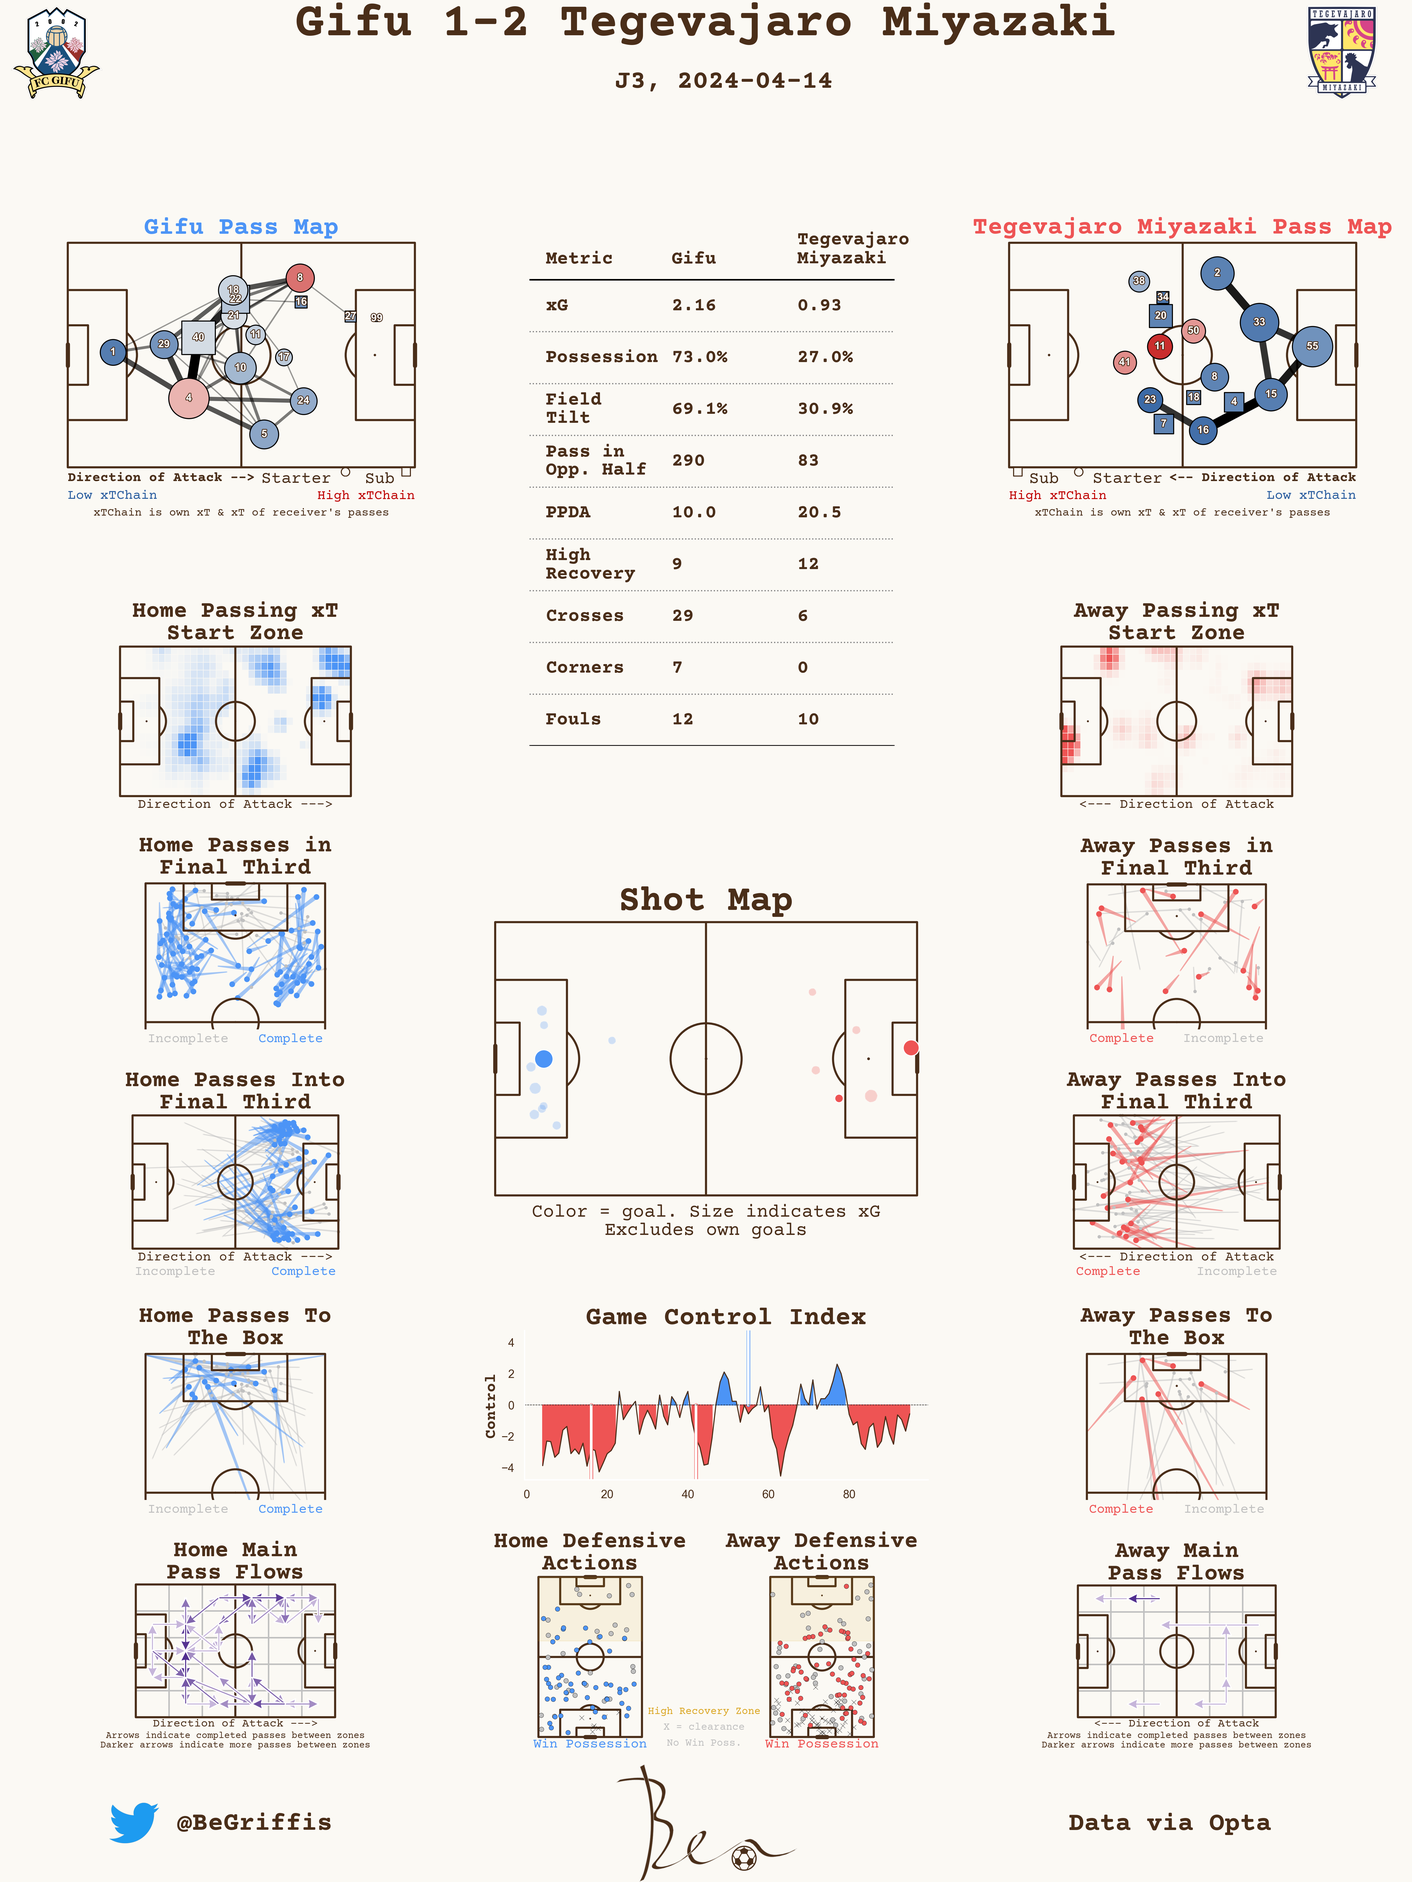 Gifu 1-2 Tegevajaro Miyazaki
J3, 2024-04-14
1 0 2
FC GIFU
TEGEVAJARO
MIYAZAKI
Gifu Pass Map
8
18
22
16
21
27
99
40
11
29
1
17
10
4
24
5
Direction of Attack --> Starter Sub
Low xTChain High xTChain
xTChain is own xT & xT of receiver's passes
Metric Gifu Tegevajaro Miyazaki
xG 2.16 0.93
Possession 73.0% 27.0%
Field Tilt 69.1% 30.9%
Pass in Opp. Half 290 83
PPDA 10.0 20.5
High Recovery 9 12
Crosses 29 6
Corners 7 0
Fouls 12 10
Tegevajaro Miyazaki Pass Map
2
38
34
20
33
50
11
55
41
8
15
23
18
4
7
16
Sub Starter <-- Direction of Attack
High xTChain Low xTChain
xTChain is own xT & xT of receiver's passes
Home Passing xT
Start Zone
Direction of Attack --->
Away Passing xT
Start Zone
<--- Direction of Attack
Home Passes in
Final Third
Incomplete Complete
Shot Map
Color = goal. Size indicates xG
Excludes own goals
Away Passes in
Final Third
Complete Incomplete
Home Passes Into
Final Third
Direction of Attack --->
Incomplete Complete
Away Passes Into
Final Third
<--- Direction of Attack
Complete Incomplete
Home Passes To
The Box
Incomplete Complete
Game Control Index
Control
4
2
0
−2
−4
0 20 40 60 80
Away Passes To
The Box
Complete Incomplete
Home Main
Pass Flows
Direction of Attack --->
Arrows indicate completed passes between zones
Darker arrows indicate more passes between zones
Home Defensive
Actions
Win Possession
High Recovery Zone
X = clearance
No Win Poss.
Away Defensive
Actions
Win Possession
Away Main
Pass Flows
<--- Direction of Attack
Arrows indicate completed passes between zones
Darker arrows indicate more passes between zones
@BeGriffis
Ben
Data via Opta